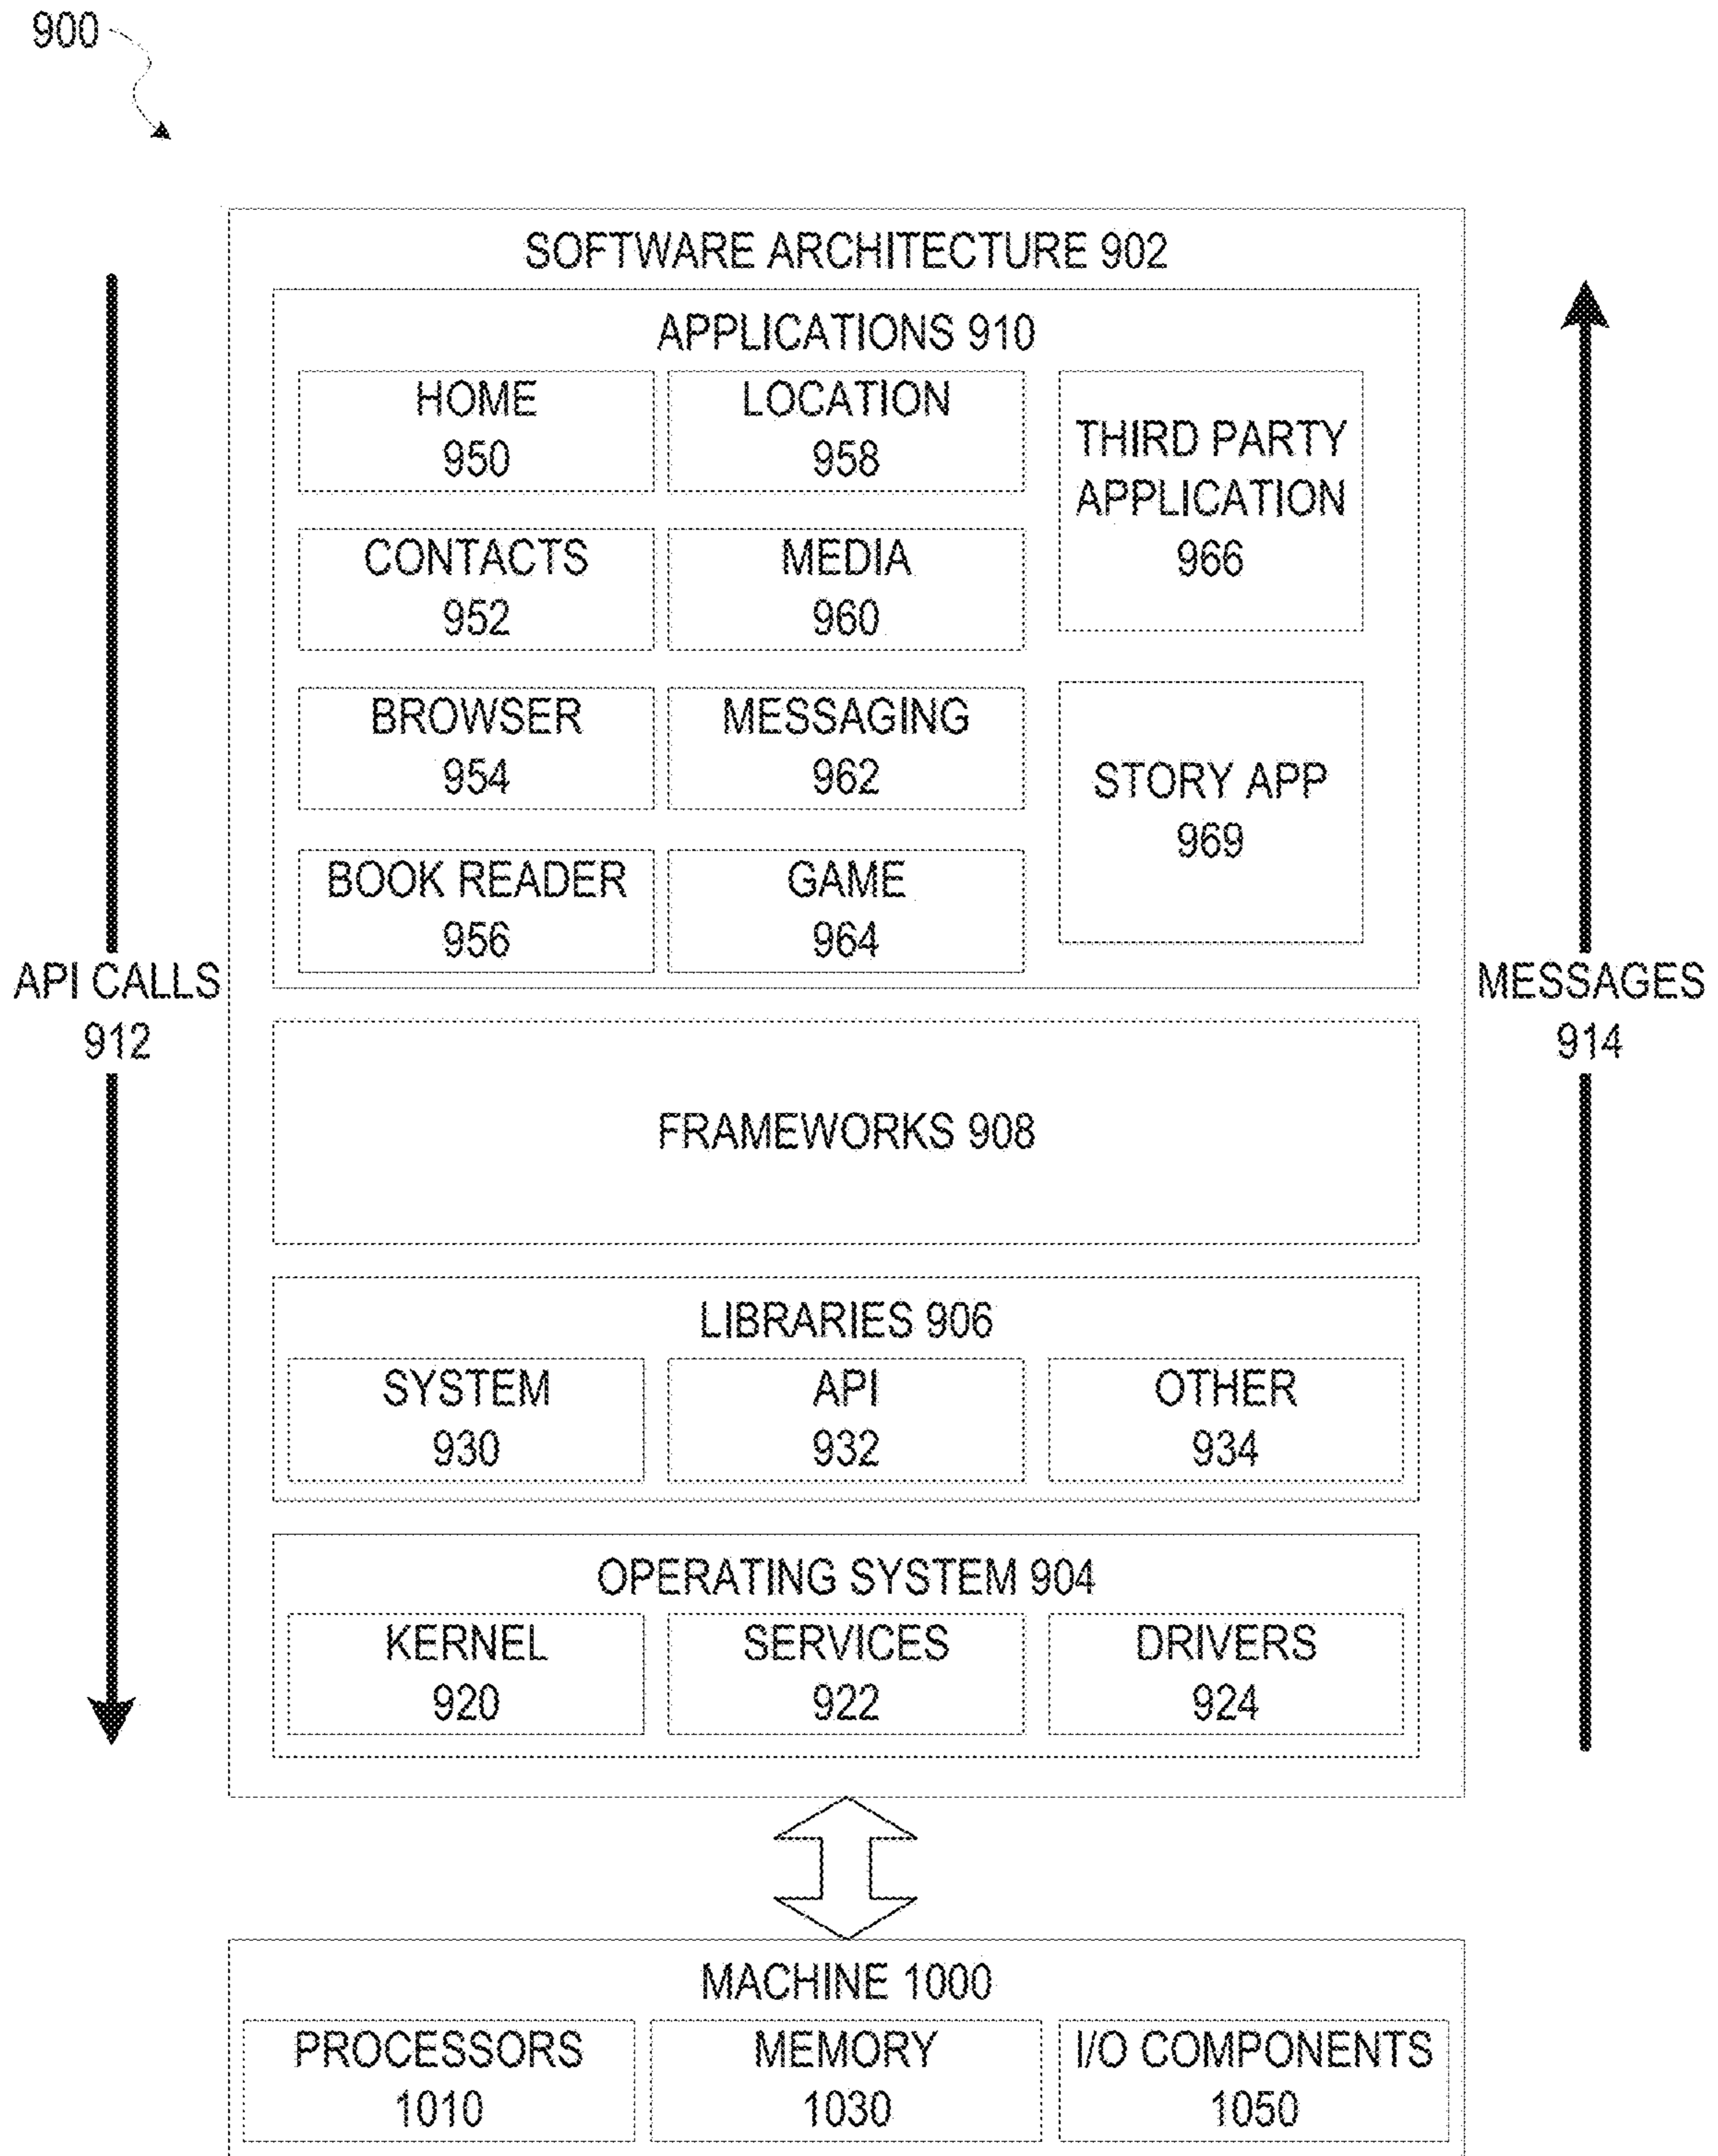 900
SOFTWARE ARCHITECTURE 902
APPLICATIONS 910
HOME
950
LOCATION
958
THIRD PARTY
APPLICATION
966
CONTACTS
952
MEDIA
960
BROWSER
954
MESSAGING
962
STORY APP
969
BOOK READER
956
GAME
964
API CALLS
912
MESSAGES
914
FRAMEWORKS 908
LIBRARIES 906
SYSTEM
930
API
932
OTHER
934
OPERATING SYSTEM 904
KERNEL
920
SERVICES
922
DRIVERS
924
MACHINE 1000
PROCESSORS
1010
MEMORY
1030
I/O COMPONENTS
1050